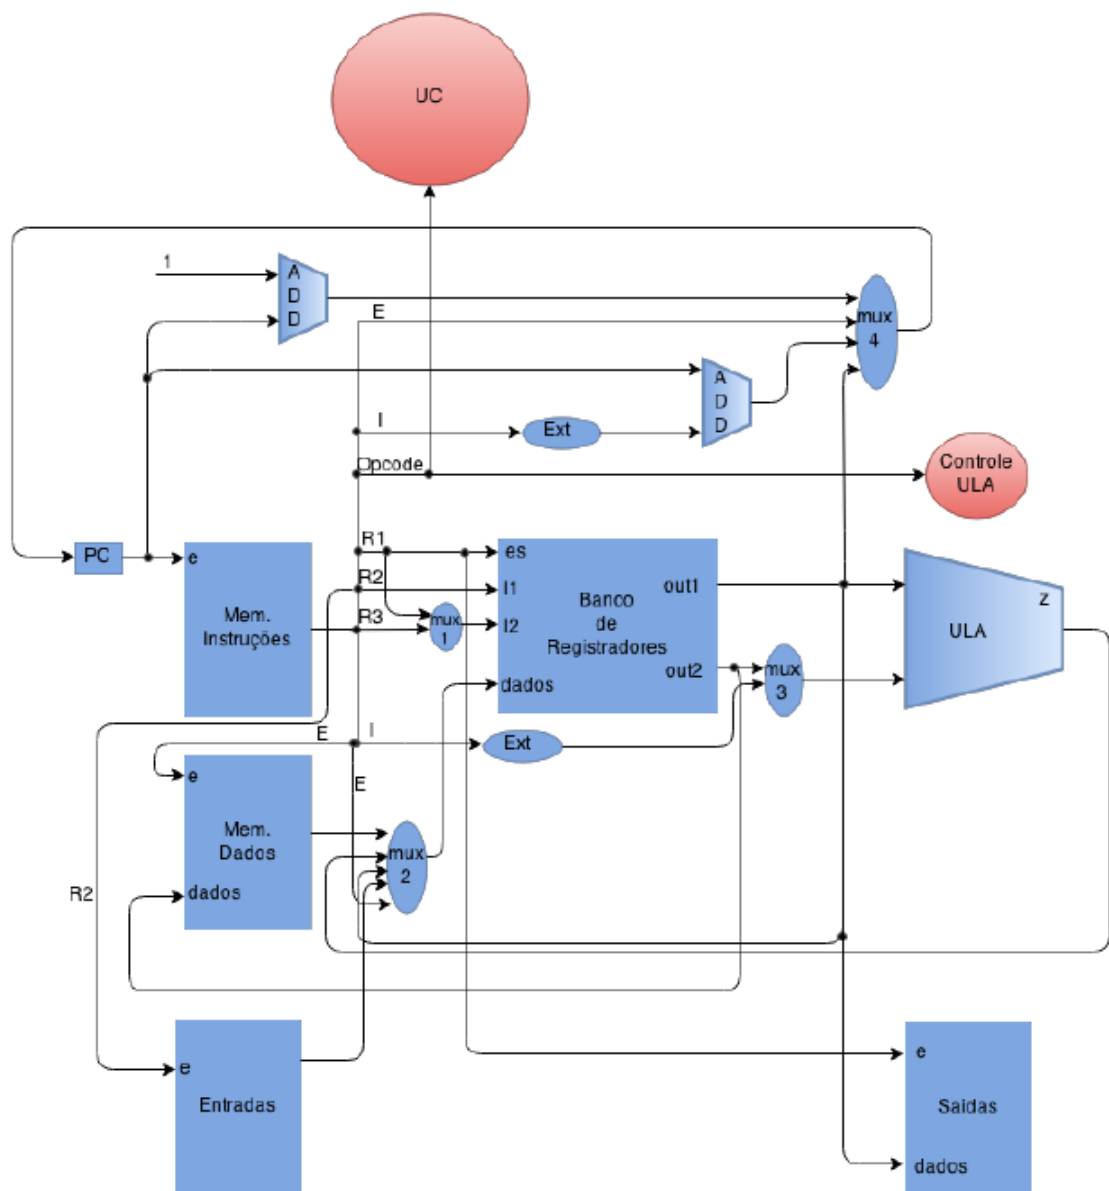 UC
1
A
D
D
E
mux
4
A
D
D
I
Ext
Opcode
Controle
ULA
PC
e
Mem.
Instruções
R1
R2
R3
mux
1
es
I1
I2
dados
Banco
de
Registradores
out1
out2
mux
3
z
ULA
E
I
Ext
E
e
Mem.
Dados
dados
mux
2
R2
e
Entradas
e
Saidas
dados